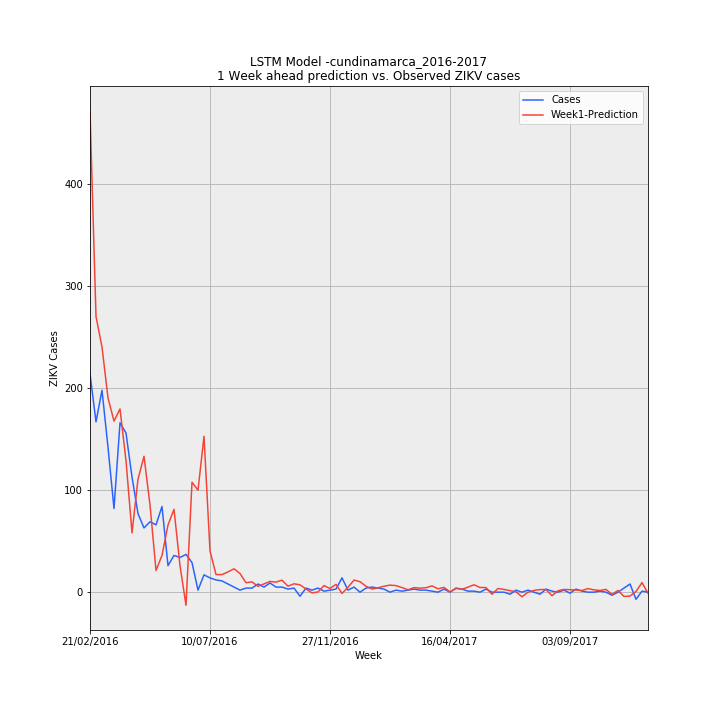 LSTM Model -cundinamarca_2016-2017
1 Week ahead prediction vs. Observed ZIKV cases
Cases
Week1-Prediction
400
300
200
100
0
ZIKV Cases
21/02/2016
10/07/2016
27/11/2016
16/04/2017
03/09/2017
Week